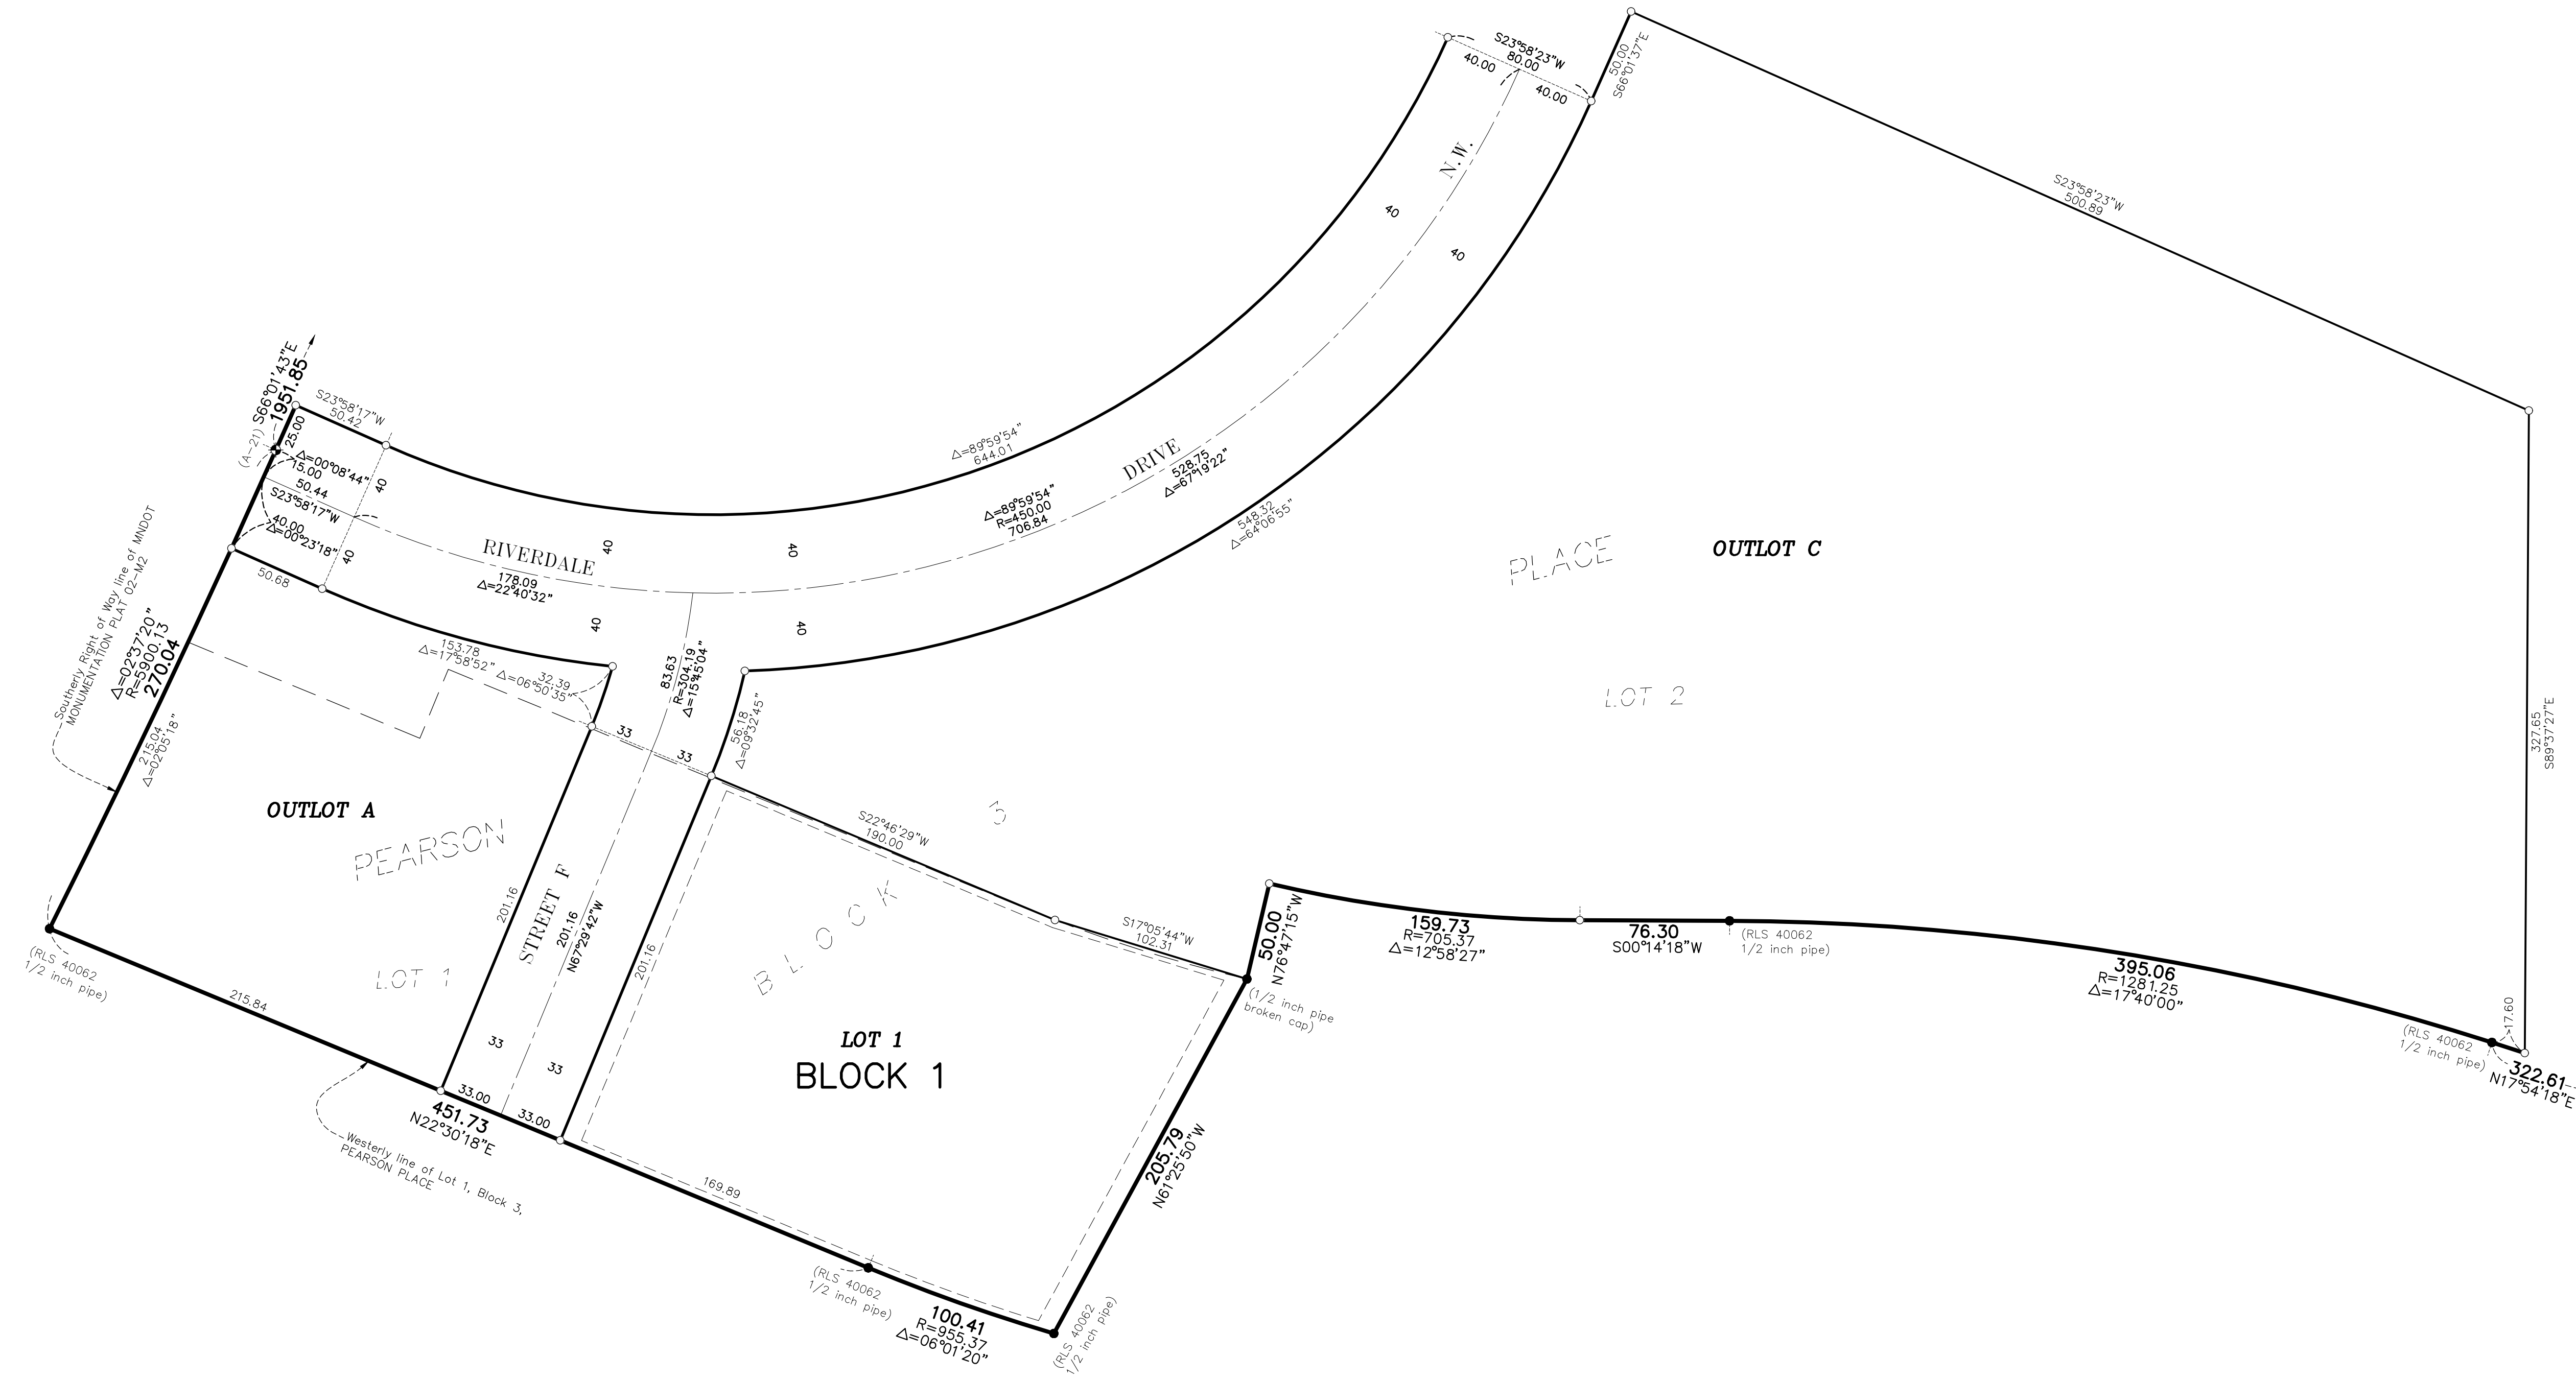 S23°58'23"W
80.00
40.00
40.00
50.00
S66°01'37"E
N.W.
40
40
S23°58'23"W
500.89
S66°01'43"E
1951.85
(A-21)
25.00
S23°58'17"W
50.42
Δ=00°08'44"
15.00
50.44
S23°58'17"W
40.00
Δ=00°23'18"
40
40
50.68
Δ=89°59'54"
644.01
DRIVE
528.75
Δ=67°19'22"
Δ=89°59'54"
R=450.00
706.84
548.32
Δ=64°06'55"
RIVERDALE
178.09
Δ=22°40'32"
40
40
40
40
PLACE
OUTLOT C
LOT 2
327.65
S89°37'27"E
Southerly Right of Way line of MNDOT
MONUMENTATION PLAT 02-M2
Δ=02°37'20"
R=5900.13
270.04
215.04
Δ=02°05'18"
153.78
Δ=17°58'52"
32.39
Δ=06°50'35"
83.63
R=304.19
Δ=15°45'04"
56.18
Δ=09°32'45"
33
33
OUTLOT A
PEARSON
LOT 1
S22°46'29"W
190.00
3
BLOCK
S17°05'44"W
102.31
50.00
N76°47'15"W
159.73
R=705.37
Δ=12°58'27"
76.30
S00°14'18"W
(RLS 40062
1/2 inch pipe)
395.06
R=1281.25
Δ=17°40'00"
17.60
(RLS 40062
1/2 inch pipe)
322.61
N17°54'18"E
(1/2 inch pipe
broken cap)
(RLS 40062
1/2 inch pipe)
215.84
201.16
STREET F
201.16
N67°29'42"W
201.16
33
33
33.00
33.00
451.73
N22°30'18"E
Westerly line of Lot 1, Block 3,
PEARSON PLACE
LOT 1
BLOCK 1
205.79
N61°25'50"W
169.89
(RLS 40062
1/2 inch pipe)
100.41
R=955.37
Δ=06°01'20"
(RLS 40062
1/2 inch pipe)